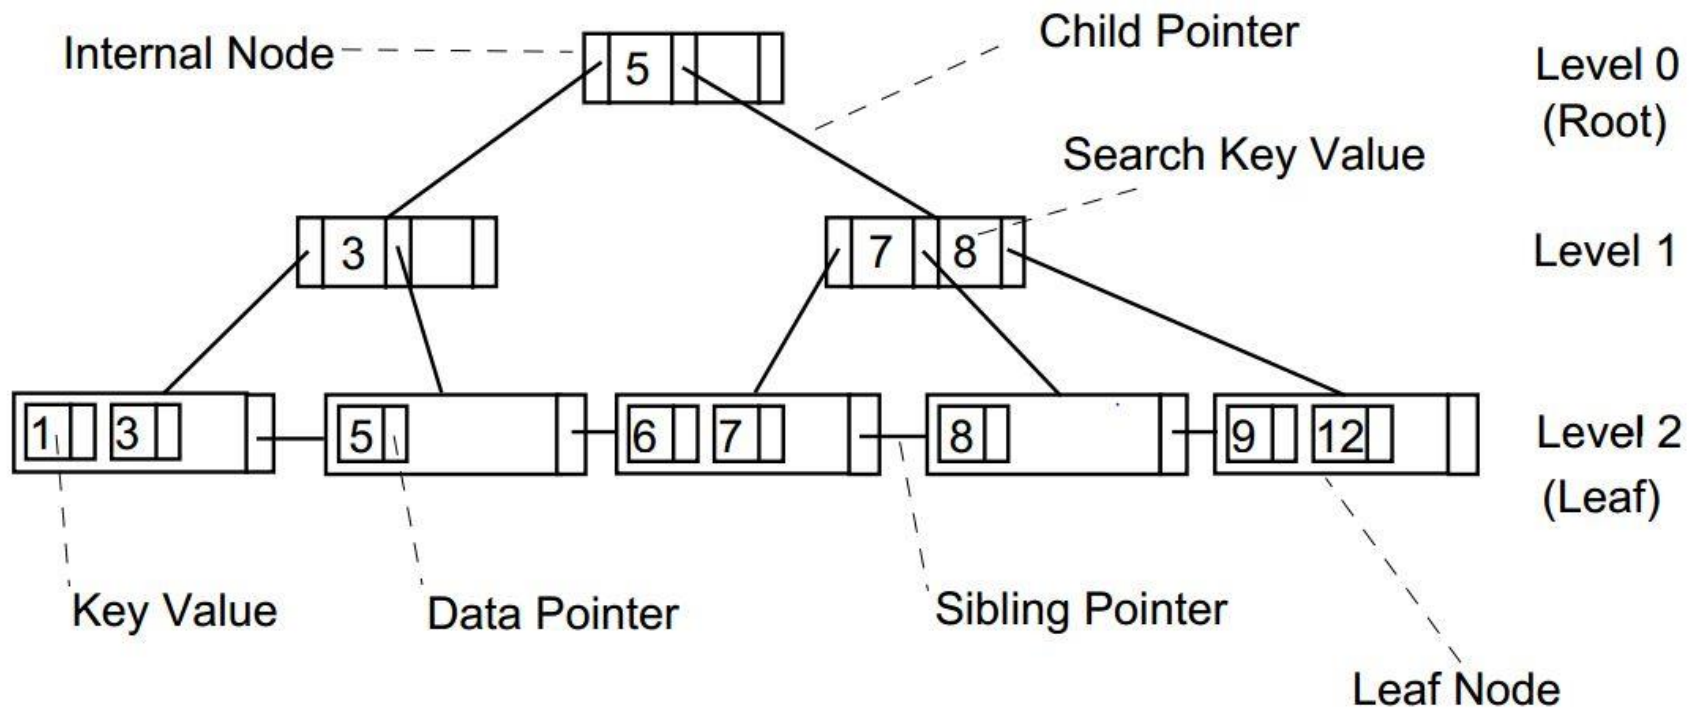 Internal Node
5
Child Pointer
Level 0
(Root)
Search Key Value
3
7 8
Level 1
1 3
5
6 7
8
9 12
Level 2
(Leaf)
Key Value
Data Pointer
Sibling Pointer
Leaf Node